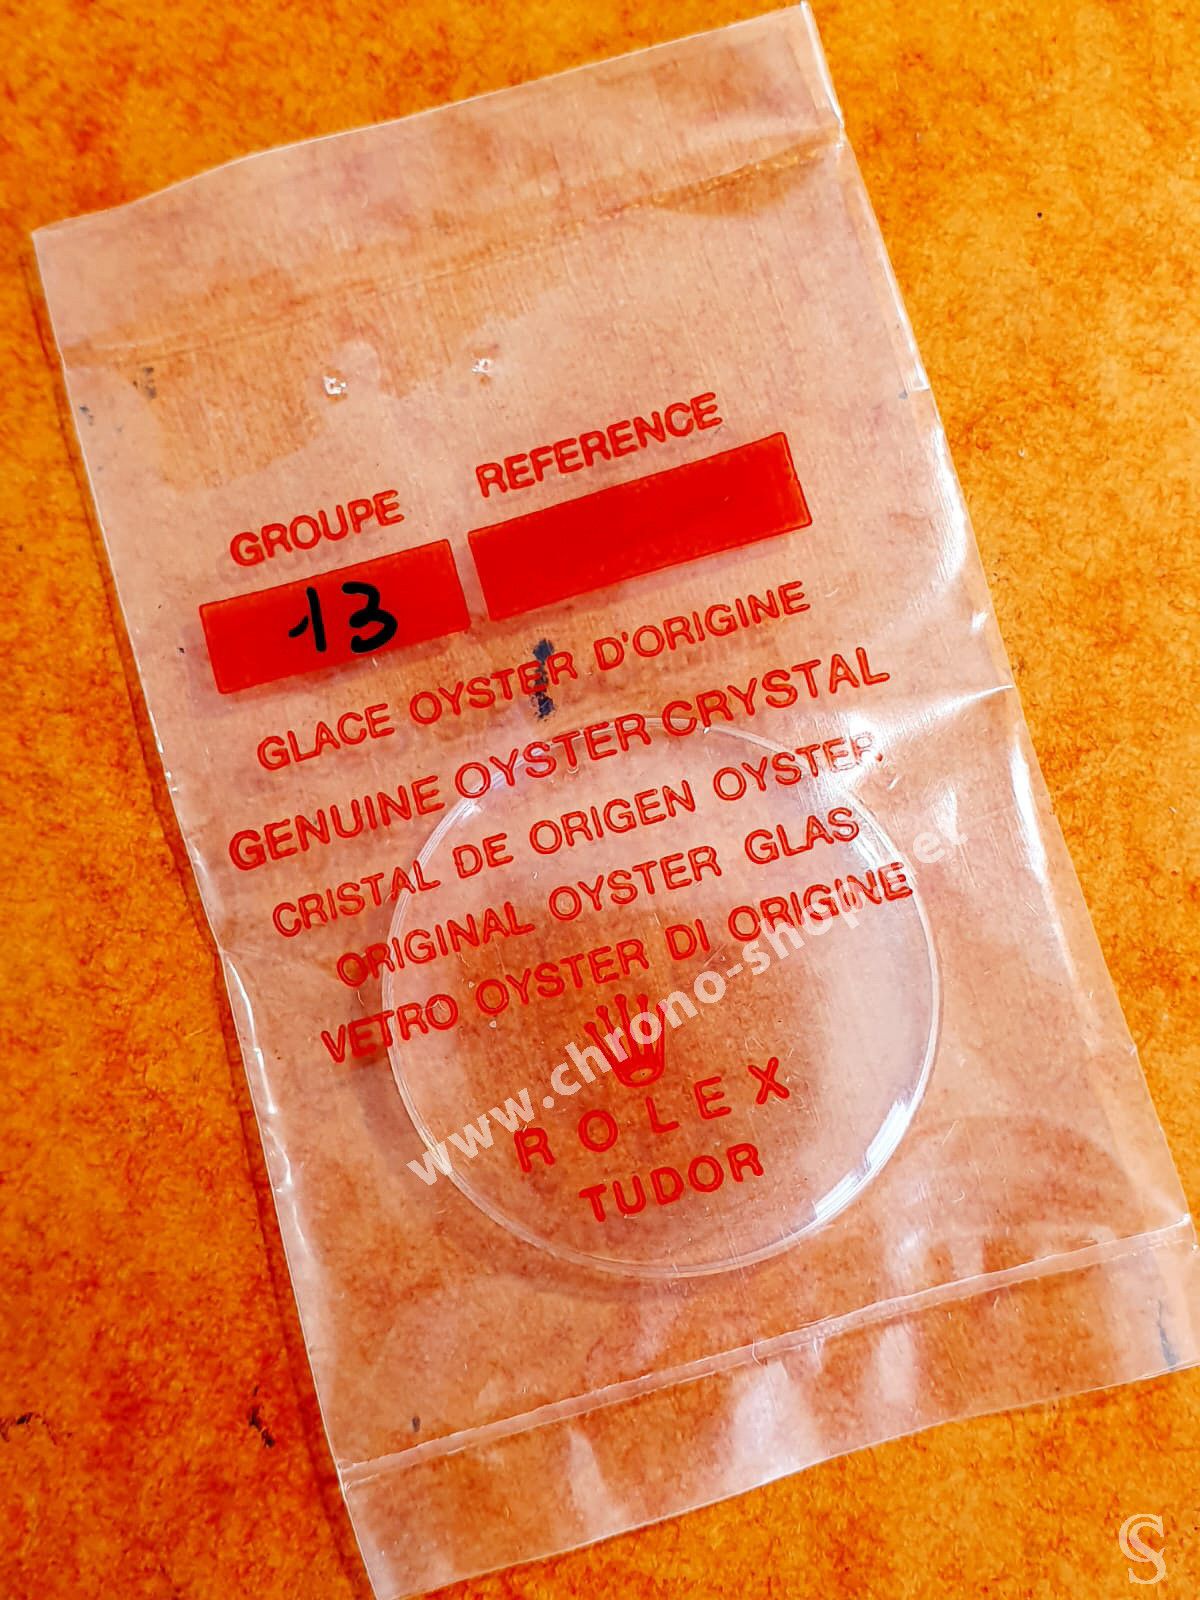 GROUPE REFERENCE
13
GLACE OYSTER D'ORIGINE
GENUINE OYSTER CRYSTAL
CRISTAL DE ORIGEN OYSTER
ORIGINAL OYSTER GLAS
VETRO OYSTER DI ORIGINE
ROLEX
TUDOR
www.chrono-shop.net